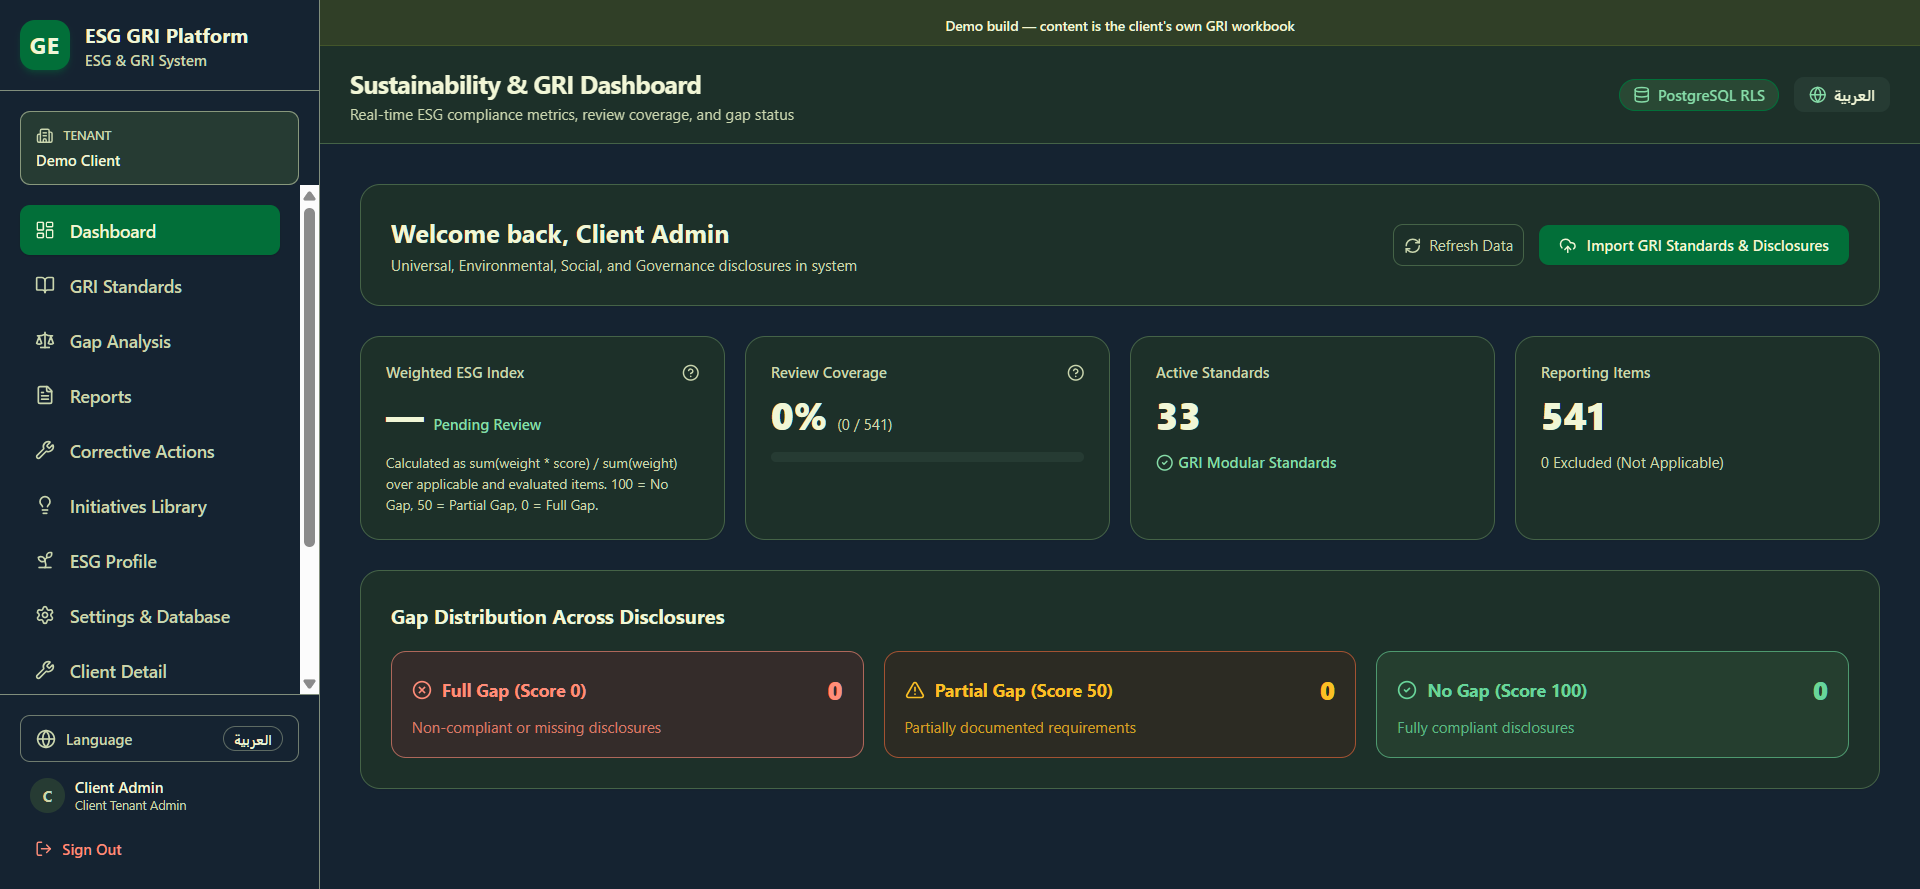 GE
ESG GRI Platform
ESG & GRI System
TENANT
Demo Client
Dashboard
GRI Standards
Gap Analysis
Reports
Corrective Actions
Initiatives Library
ESG Profile
Settings & Database
Client Detail
Language
العربية
C
Client Admin
Client Tenant Admin
Sign Out
Demo build — content is the client's own GRI workbook
Sustainability & GRI Dashboard
Real-time ESG compliance metrics, review coverage, and gap status
PostgreSQL RLS
العربية
Welcome back, Client Admin
Universal, Environmental, Social, and Governance disclosures in system
Refresh Data
Import GRI Standards & Disclosures
Weighted ESG Index
— Pending Review
Calculated as sum(weight * score) / sum(weight)
over applicable and evaluated items. 100 = No
Gap, 50 = Partial Gap, 0 = Full Gap.
Review Coverage
0% (0 / 541)
Active Standards
33
GRI Modular Standards
Reporting Items
541
0 Excluded (Not Applicable)
Gap Distribution Across Disclosures
Full Gap (Score 0) 0
Non-compliant or missing disclosures
Partial Gap (Score 50) 0
Partially documented requirements
No Gap (Score 100) 0
Fully compliant disclosures